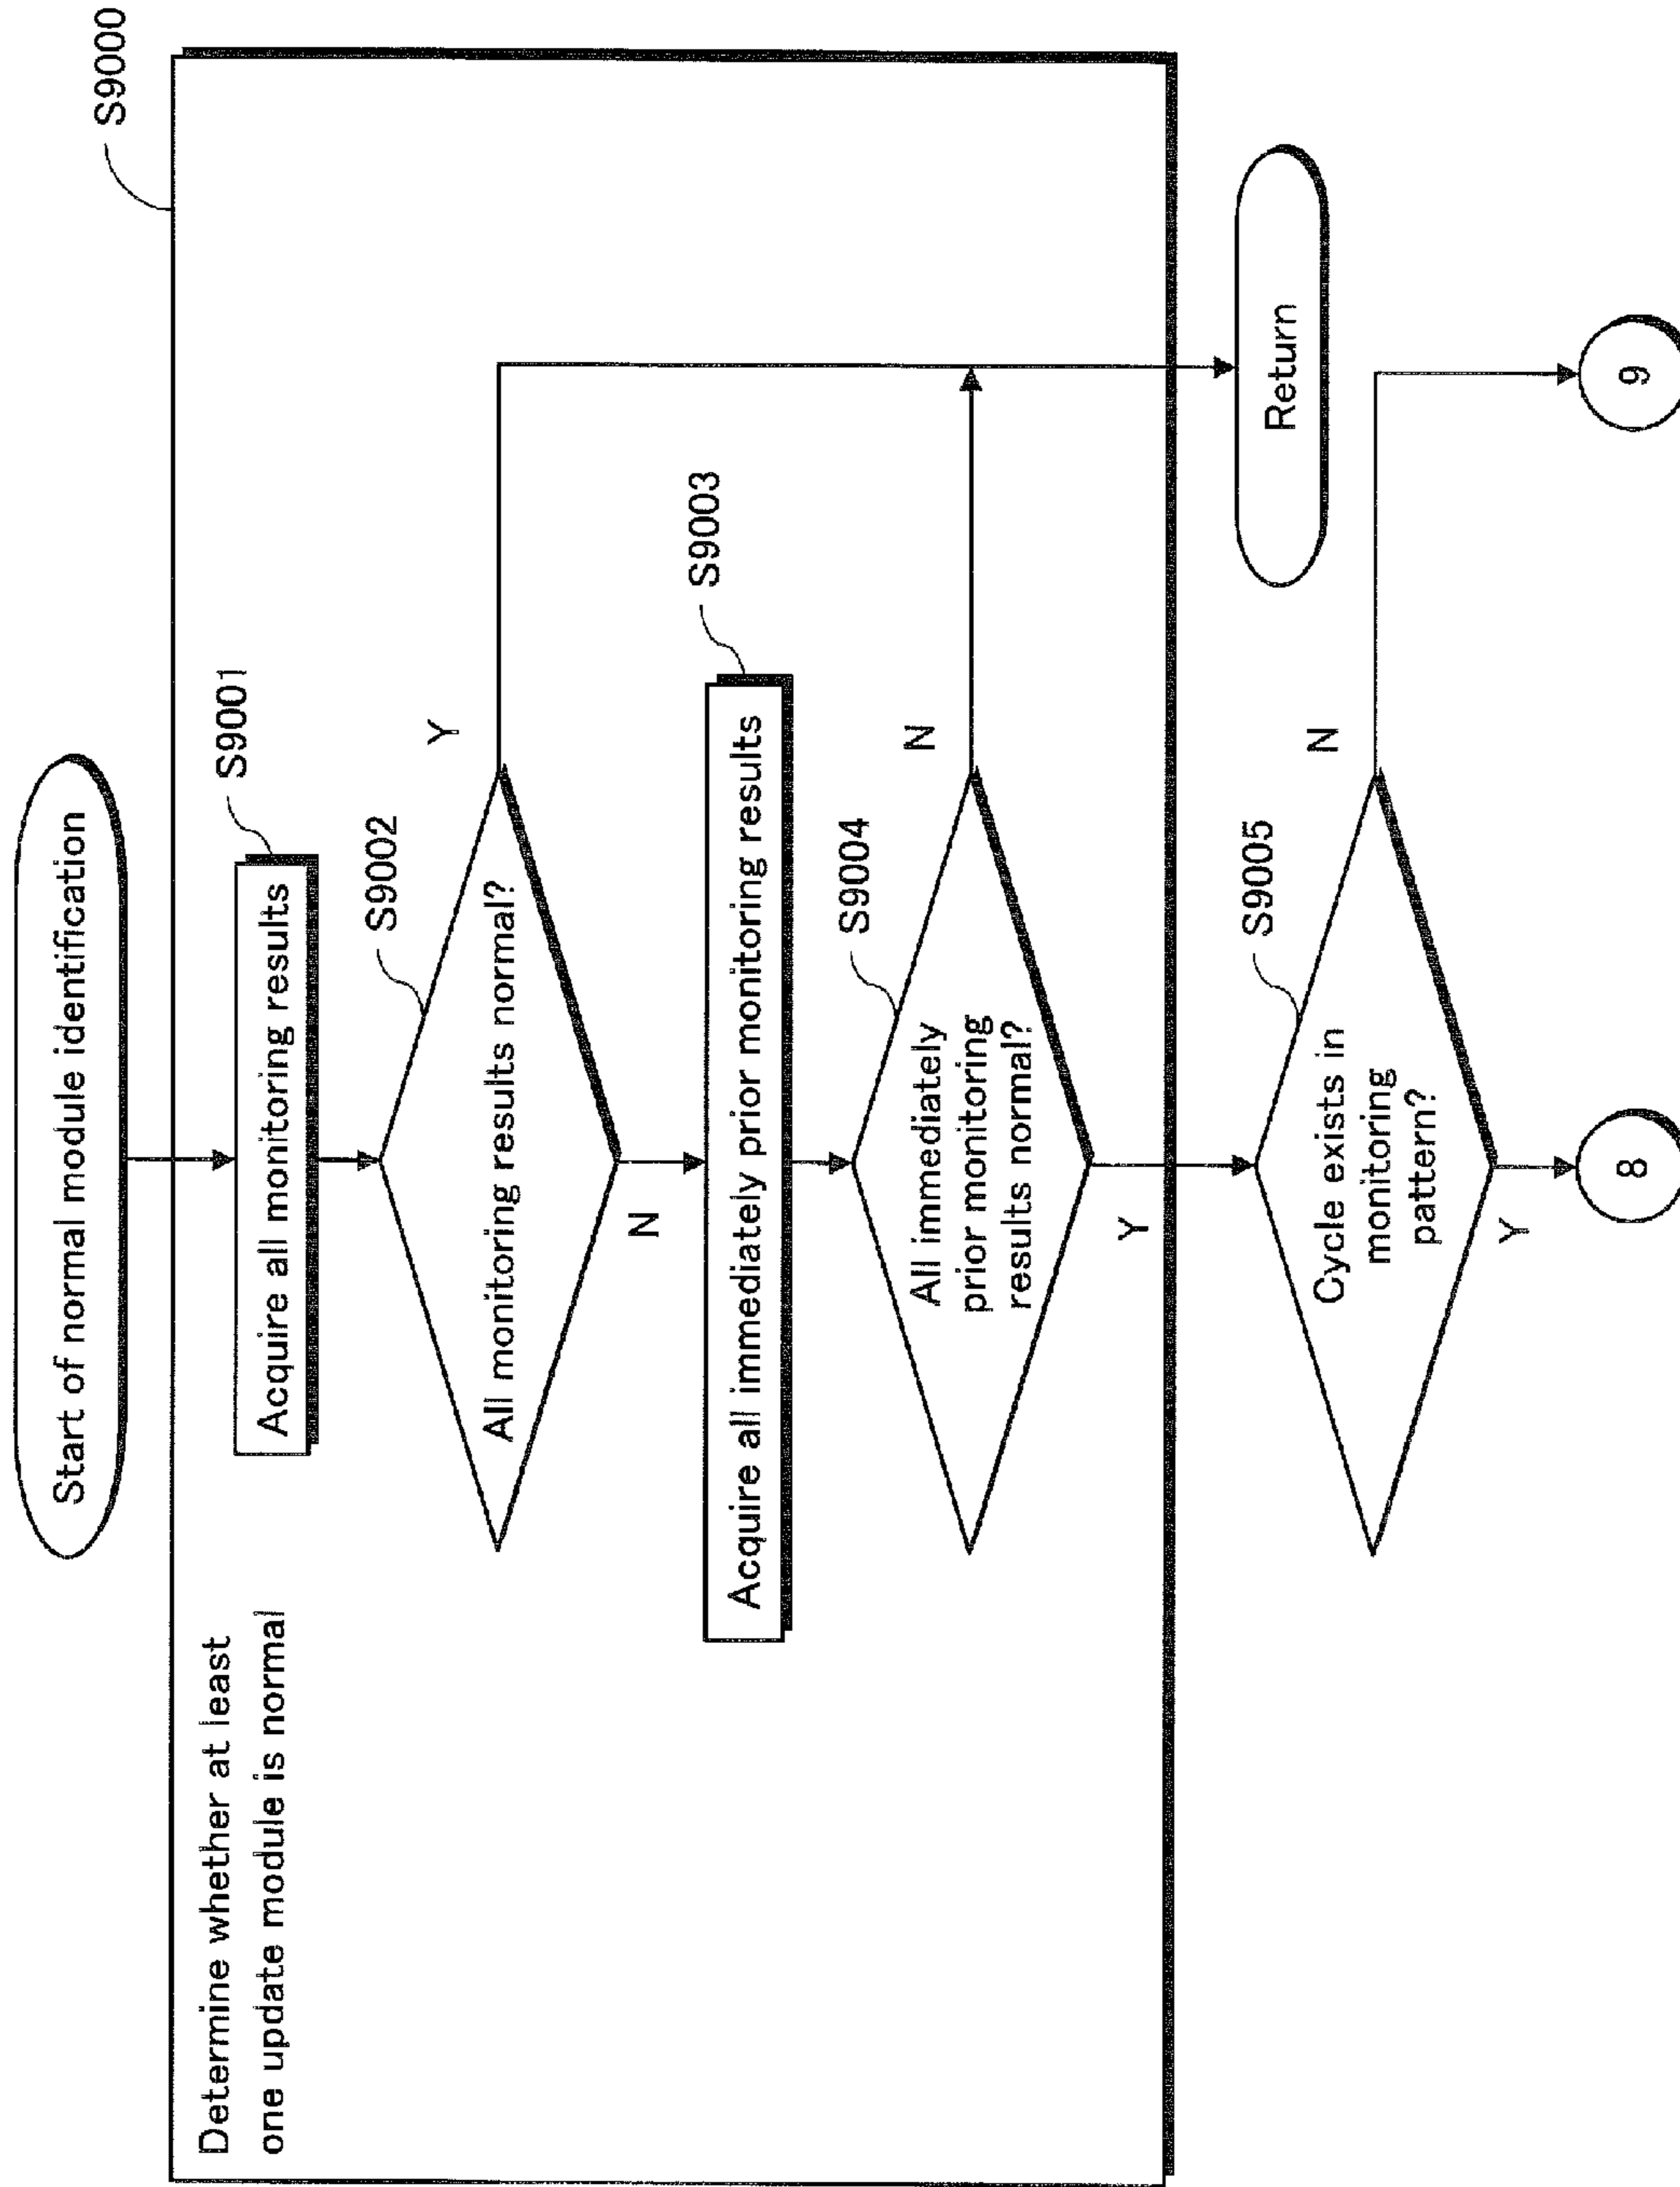 Start of normal module identification
S9000
Determine whether at least
one update module is normal
S9001
Acquire all monitoring results
S9002
All monitoring results normal?
Y
N
S9003
Acquire all immediately prior monitoring results
S9004
All immediately
prior monitoring
results normal?
N
Y
Return
S9005
Cycle exists in
monitoring
pattern?
N
Y
8
9